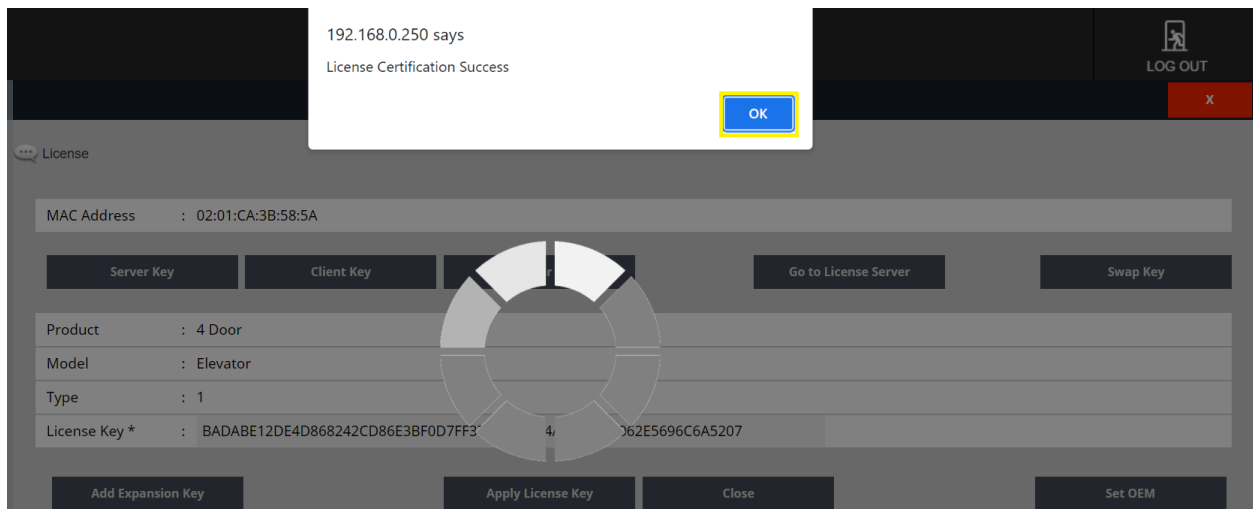 192.168.0.250 says
License Certification Success
OK
LOG OUT
X
License
MAC Address : 02:01:CA:3B:58:5A
Server Key Client Key Go to License Server Swap Key
Product : 4 Door
Model : Elevator
Type : 1
License Key * : BADABE12DE4D868242CD86E3BF0D7FF3 62E5696C6A5207
Add Expansion Key Apply License Key Close Set OEM